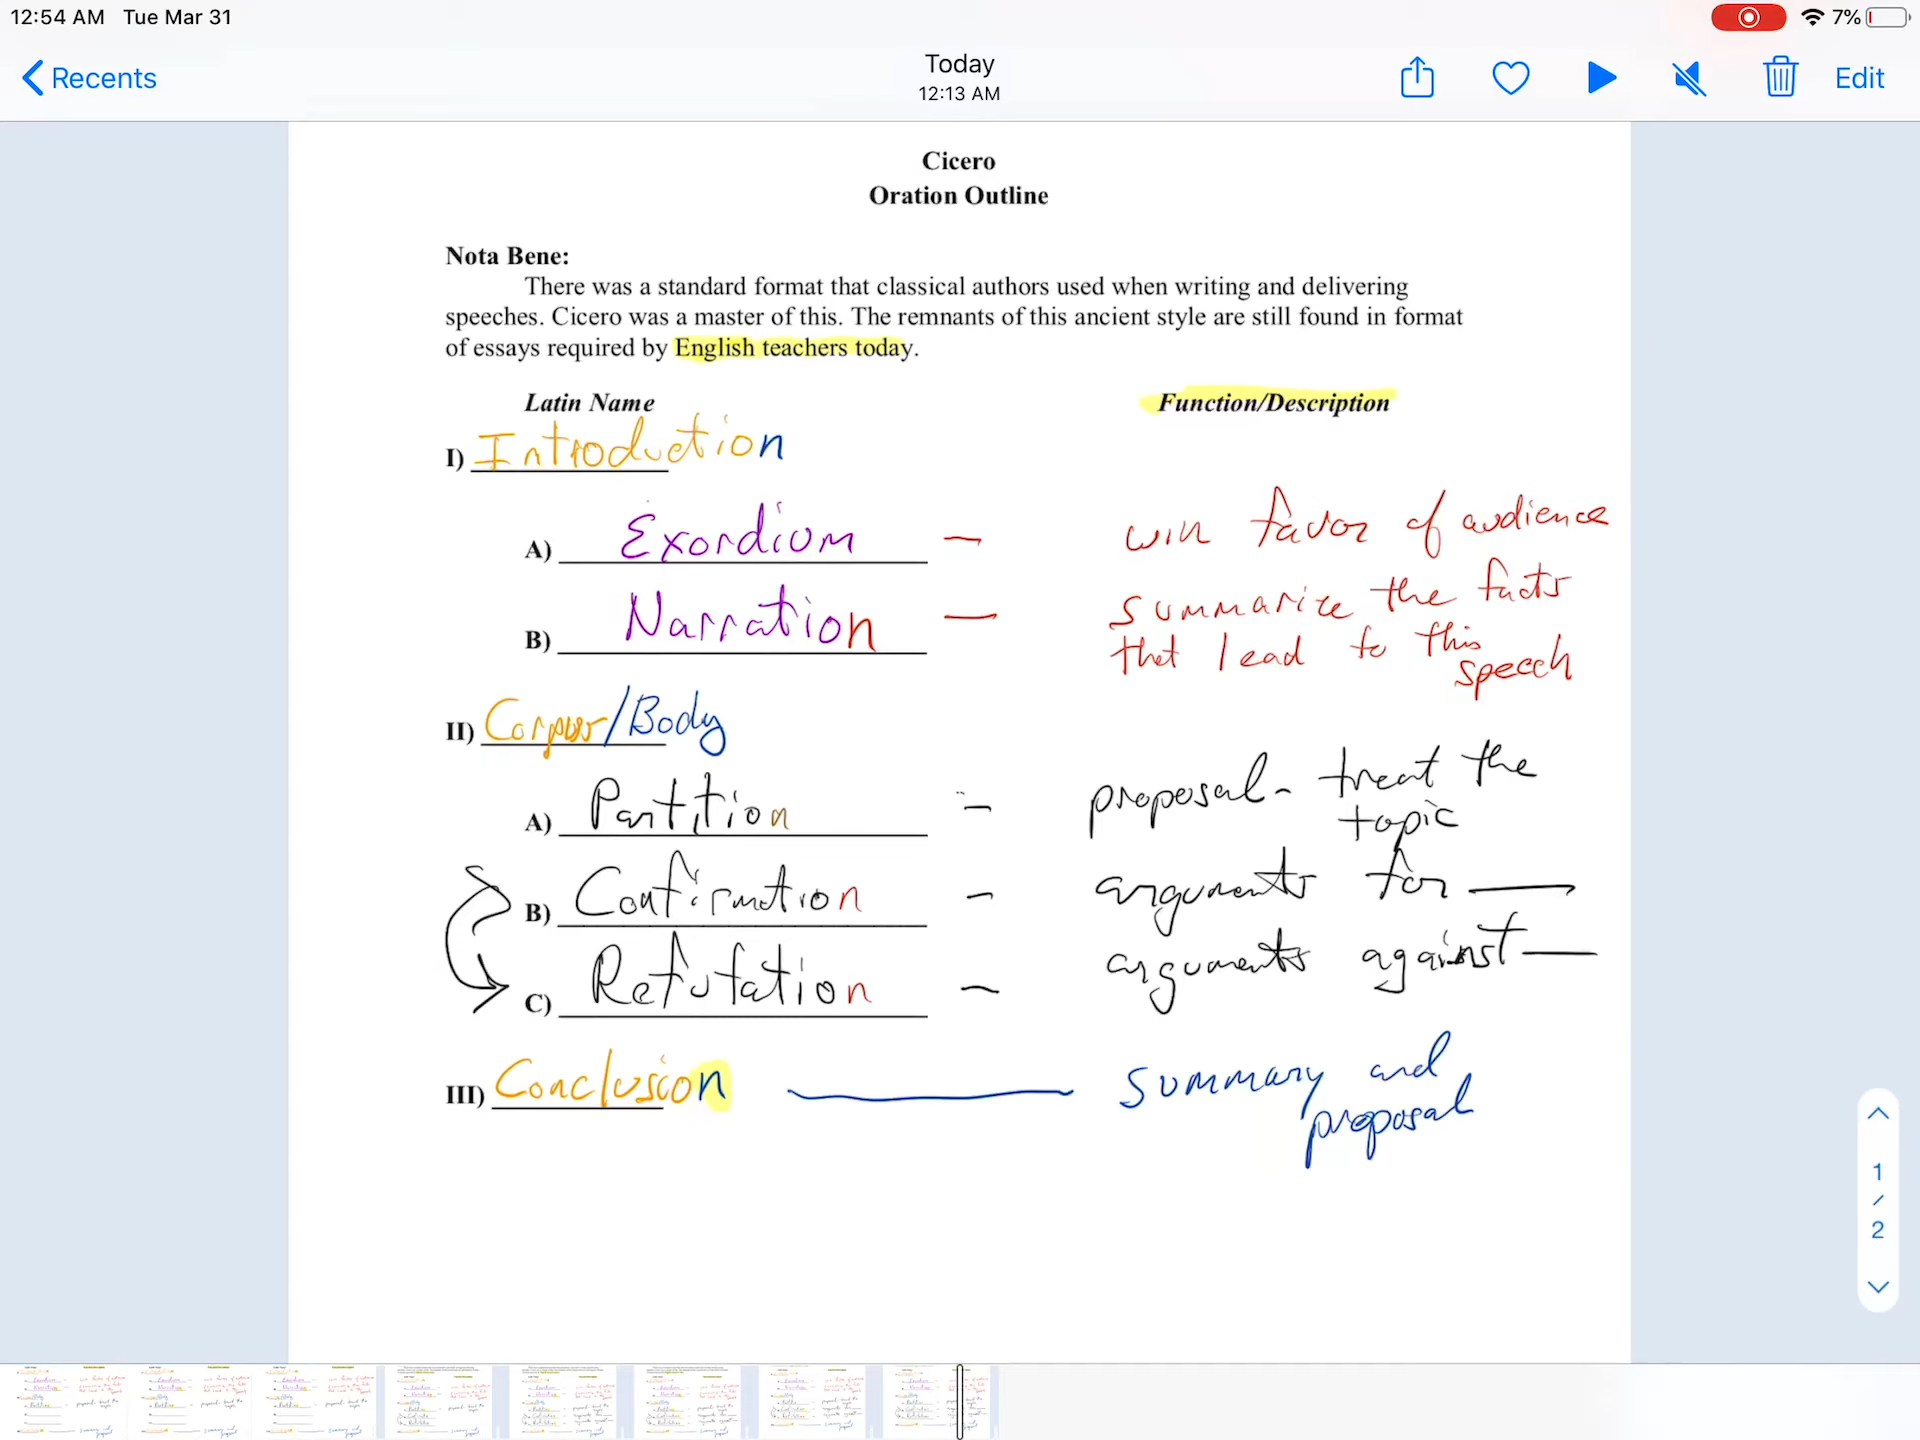 12:54 AM Tue Mar 31
7%
Recents
Today
12:13 AM
Edit
Cicero
Oration Outline
Nota Bene:
There was a standard format that classical authors used when writing and delivering
speeches. Cicero was a master of this. The remnants of this ancient style are still found in format
of essays required by English teachers today.
Latin Name Function/Description
I) Introduction
A) Exordium — win favor of audience
B) Narration — summarize the facts
that lead to this
speech
II) Corpus/Body
A) Partition — proposal - treat the
topic
B) Confirmation — arguments for ___
C) Refutation — arguments against ___
III) Conclusion ___ summary and
proposal
1
/
2